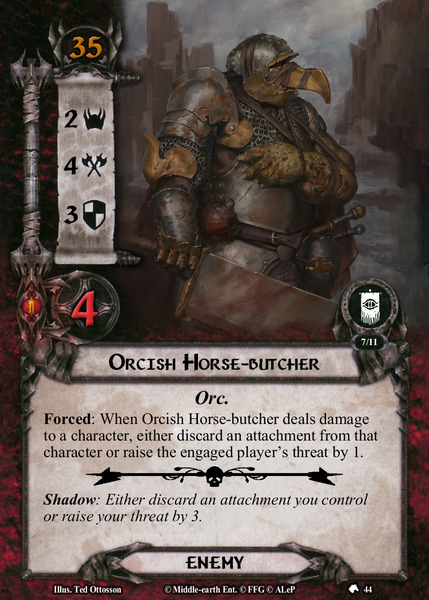 35
2
4
3
4
7/11
Orcish Horse-butcher
Orc.
Forced: When Orcish Horse-butcher deals damage
to a character, either discard an attachment from that
character or raise the engaged player's threat by 1.
Shadow: Either discard an attachment you control
or raise your threat by 3.
ENEMY
Illus. Ted Ottosson © Middle-earth Ent. © FFG © ALeP 44